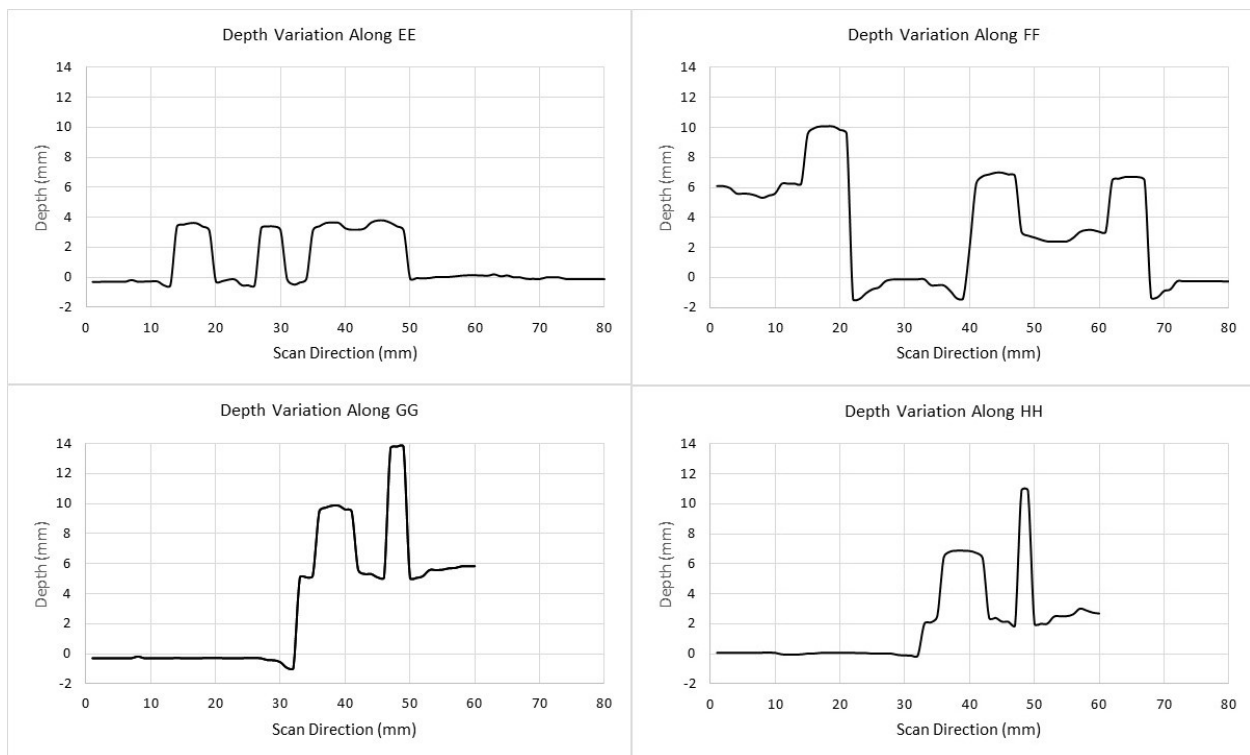 Depth Variation Along EE
14
12
10
8
6
4
2
0
-2
Depth (mm)
0 10 20 30 40 50 60 70 80
Scan Direction (mm)
Depth Variation Along FF
14
12
10
8
6
4
2
0
-2
Depth (mm)
0 10 20 30 40 50 60 70 80
Scan Direction (mm)
Depth Variation Along GG
14
12
10
8
6
4
2
0
-2
Depth (mm)
0 10 20 30 40 50 60 70 80
Scan Direction (mm)
Depth Variation Along HH
14
12
10
8
6
4
2
0
-2
Depth (mm)
0 10 20 30 40 50 60 70 80
Scan Direction (mm)